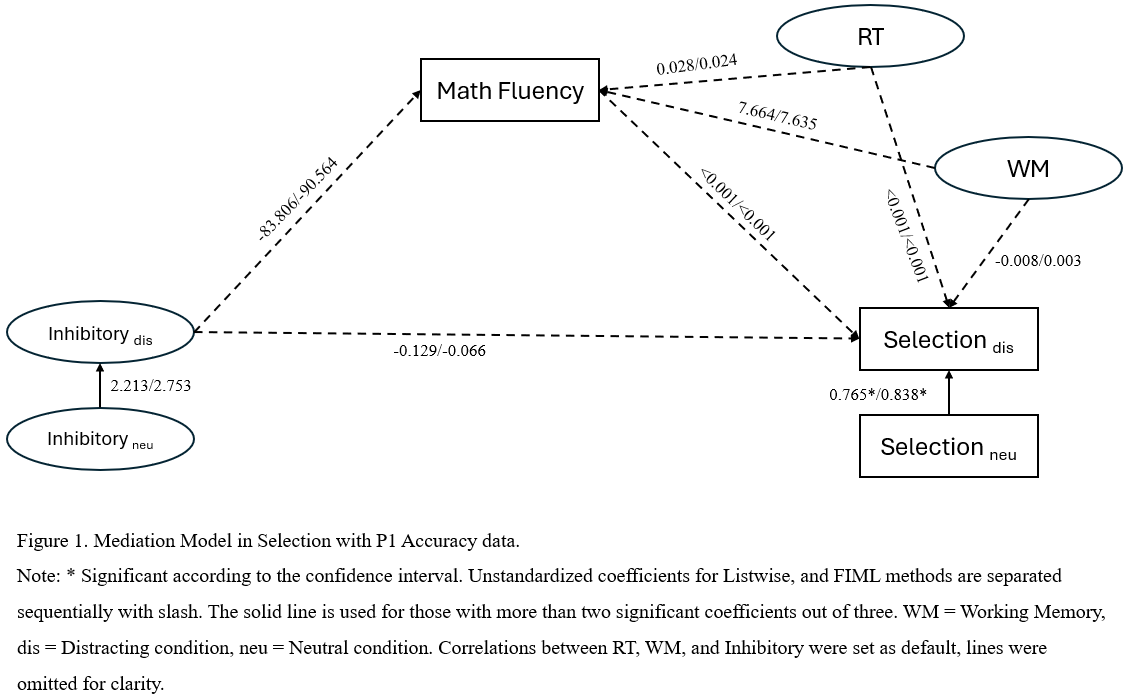 RT
0.028/0.024
Math Fluency
7.664/7.635
WM
-83.806/-90.564
<0.001/<0.001
<0.001/<0.001
-0.008/0.003
Inhibitory dis
Selection dis
-0.129/-0.066
2.213/2.753
0.765*/0.838*
Inhibitory neu
Selection neu
Figure 1. Mediation Model in Selection with P1 Accuracy data.
Note: * Significant according to the confidence interval. Unstandardized coefficients for Listwise, and FIML methods are separated
sequentially with slash. The solid line is used for those with more than two significant coefficients out of three. WM = Working Memory,
dis = Distracting condition, neu = Neutral condition. Correlations between RT, WM, and Inhibitory were set as default, lines were
omitted for clarity.